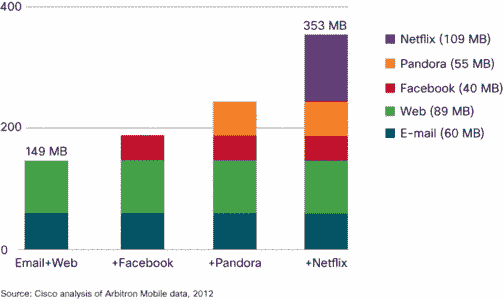 400
353 MB
Netflix (109 MB)
Pandora (55 MB)
Facebook (40 MB)
Web (89 MB)
E-mail (60 MB)
200
149 MB
0
Email+Web +Facebook +Pandora +Netflix
Source: Cisco analysis of Arbitron Mobile data, 2012